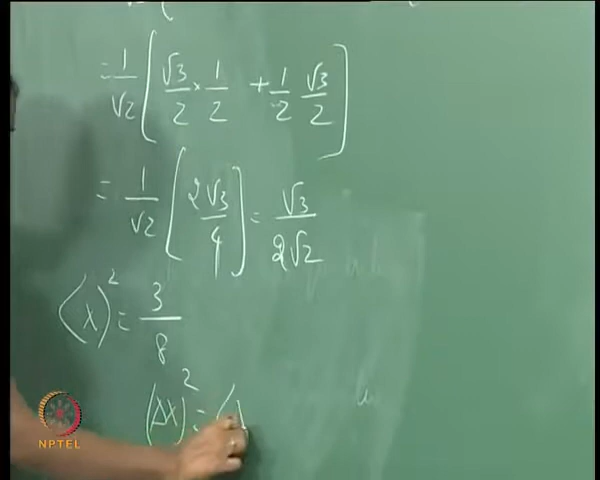 = 1/√2 [ √3/2 × 1/2 + 1/2 √3/2 ]
= 1/√2 [ 2√3/4 ] = √3/2√2
⟨x⟩² = 3/8
(Δx)² = ⟨
NPTEL